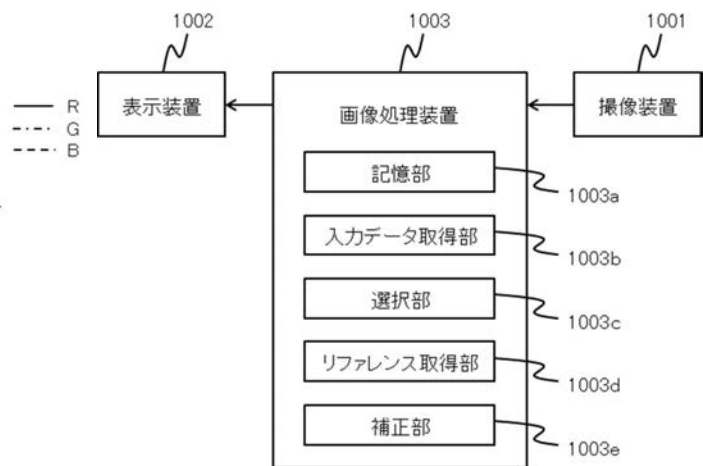 1002
1003
1001
R
G
B
表示装置
画像処理装置
撮像装置
記憶部
1003a
入力データ取得部
1003b
選択部
1003c
リファレンス取得部
1003d
補正部
1003e